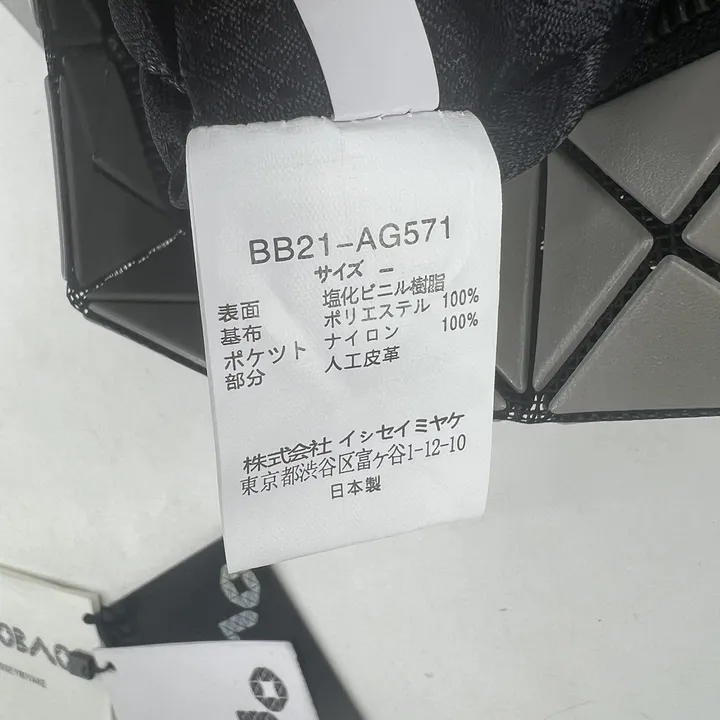 BB21-AG571
サイズ ー
表面 塩化ビニル樹脂
基布 ポリエステル 100%
ポケツト ナイロン 100%
部分 人工皮革
株式会社 イシセイミヤケ
東京都渋谷区富ケ谷1-12-10
日本製
OBAO